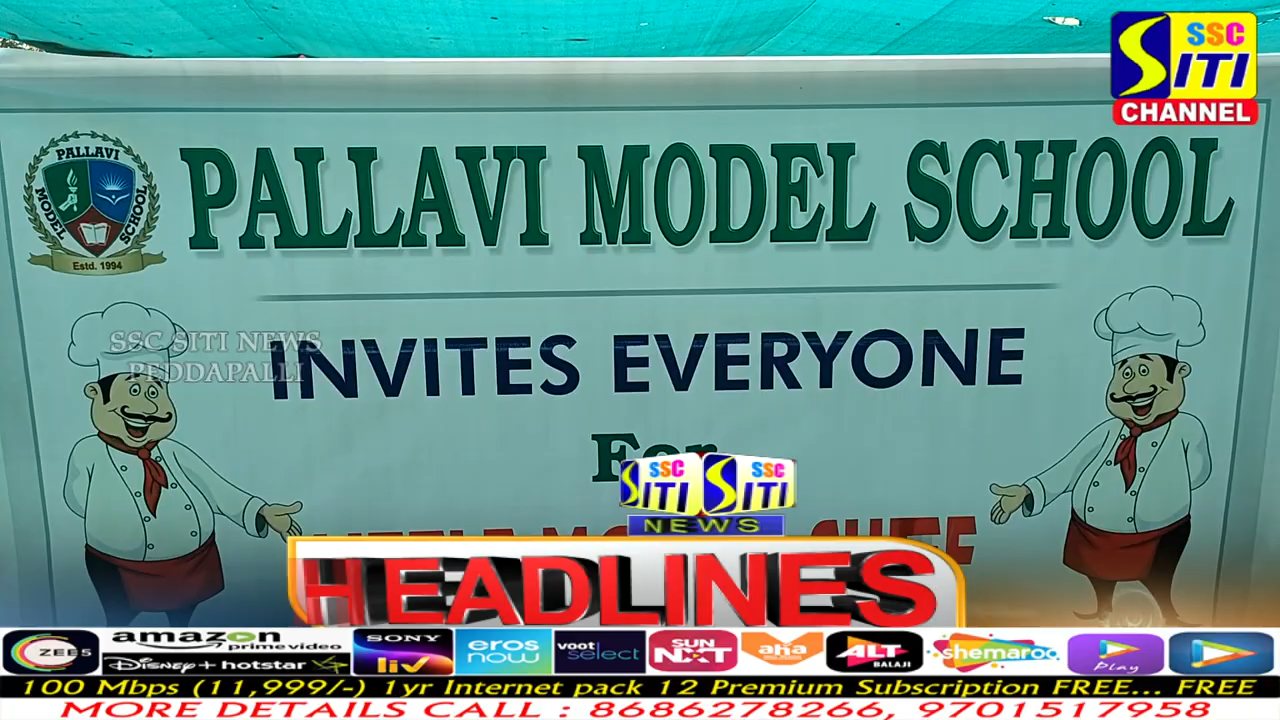 SSC
SITI
CHANNEL
PALLAVI
MODEL SCHOOL
Estd. 1994
PALLAVI MODEL SCHOOL
SSC SITI NEWS
PEDDAPALLI
INVITES EVERYONE
For
SSC SSC
SITI SITI
NEWS
HEADLINES
ZEE5 amazon primevideo Disney+ hotstar SONY liv eros now voot select SUN NXT aha ALT BALAJI shemaroo Play
100 Mbps (11,999/-) 1yr Internet pack 12 Premium Subscription FREE... FREE
MORE DETAILS CALL : 8686278266, 9701517958